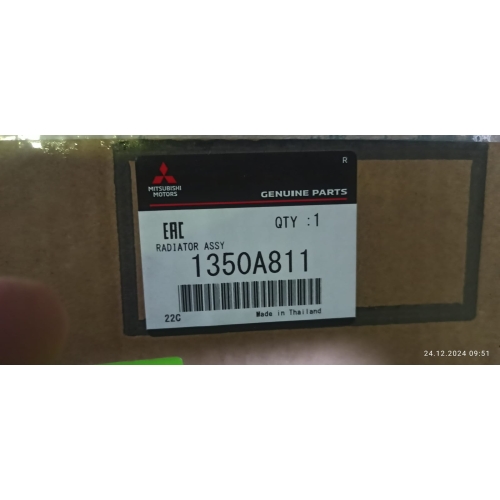 R
MITSUBISHI
MOTORS
GENUINE PARTS
EAC
QTY :1
RADIATOR ASSY
1350A811
22C
Made in Thailand
24.12.2024 09:51